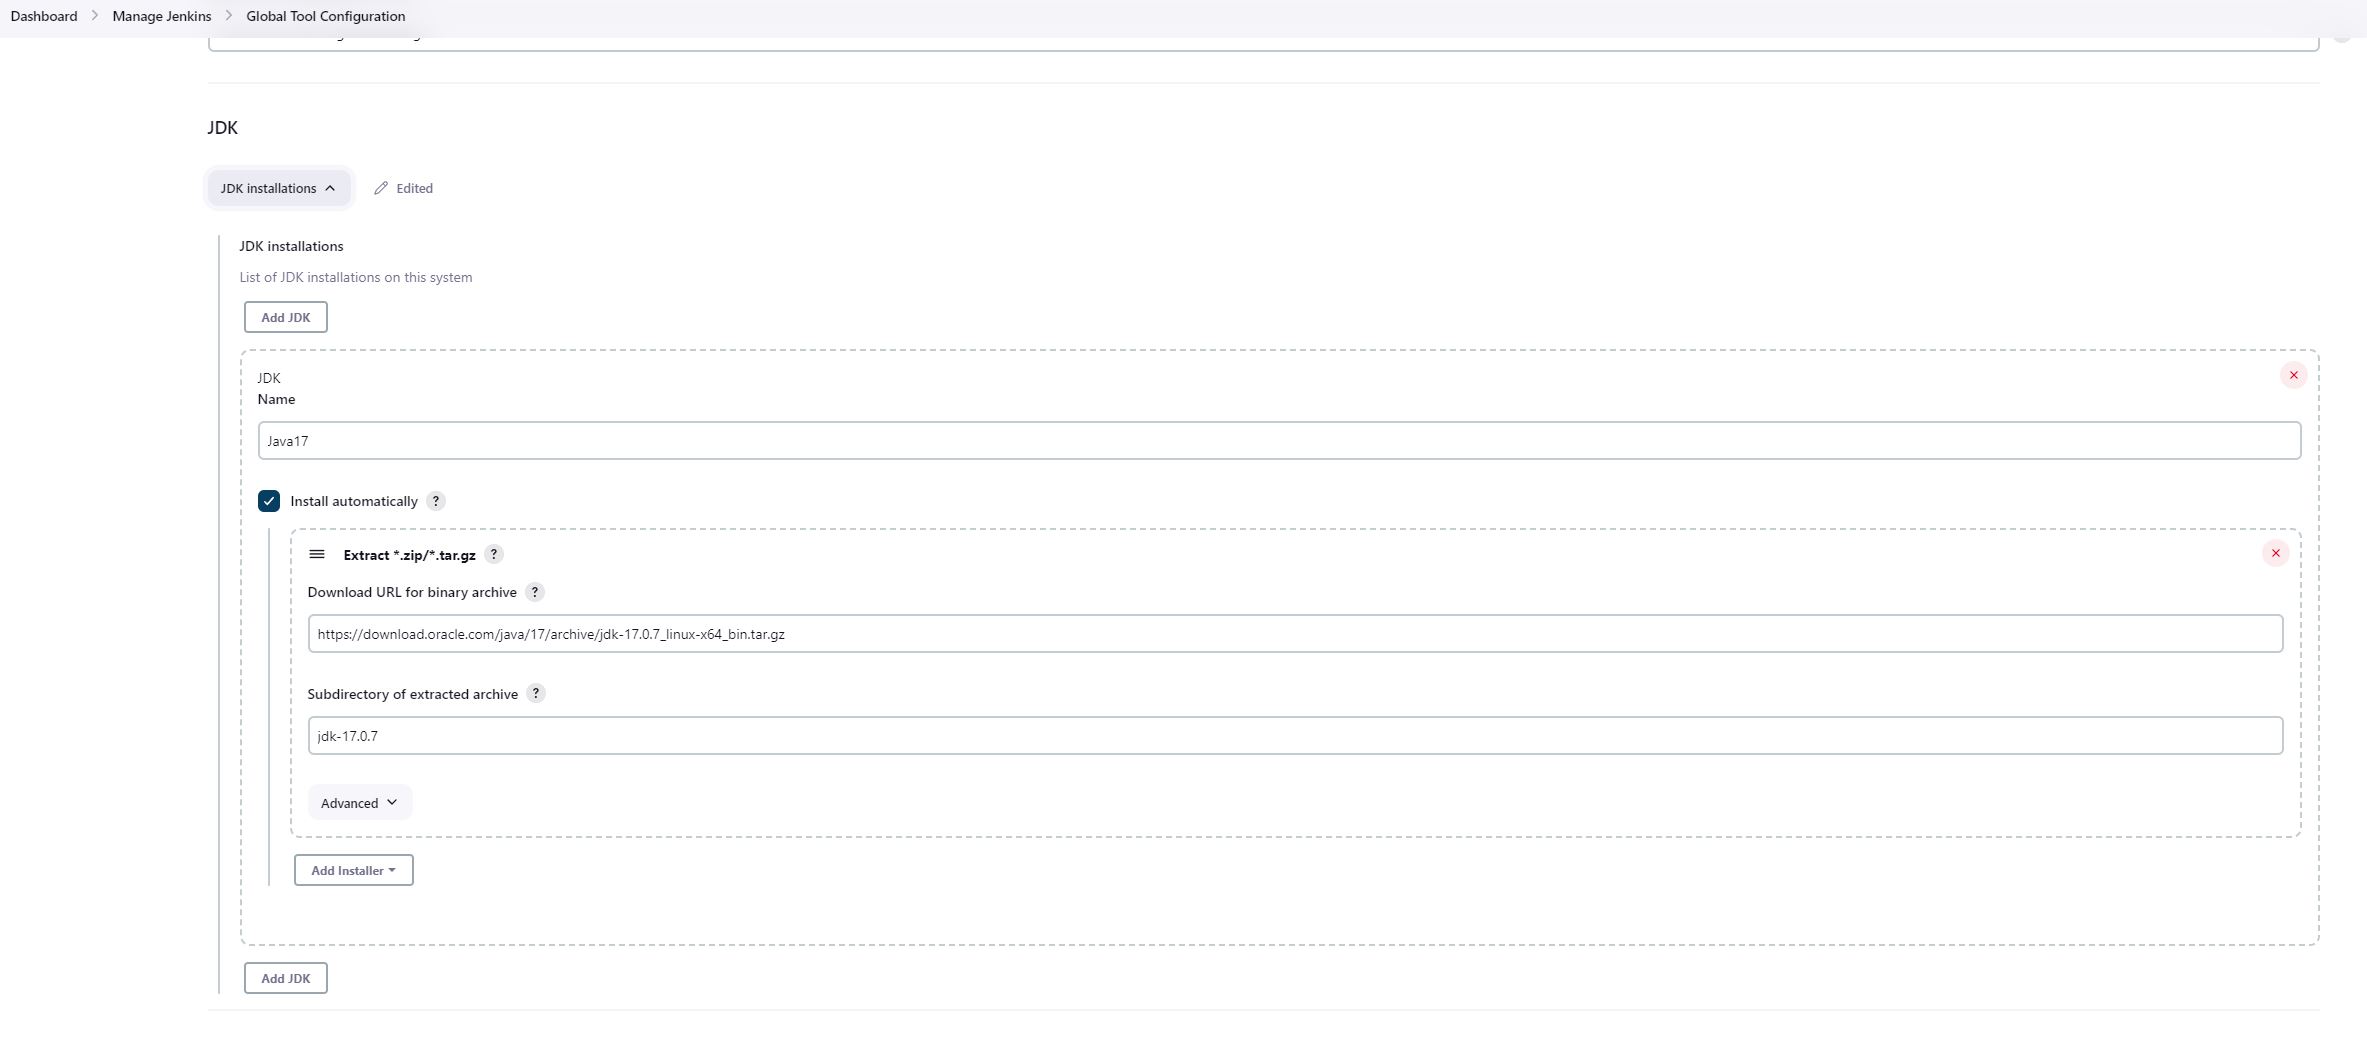 Dashboard > Manage Jenkins > Global Tool Configuration
JDK
JDK installations Edited
JDK installations
List of JDK installations on this system
Add JDK
JDK
Name
Java17
Install automatically ?
Extract *.zip/*.tar.gz ?
Download URL for binary archive ?
https://download.oracle.com/java/17/archive/jdk-17.0.7_linux-x64_bin.tar.gz
Subdirectory of extracted archive ?
jdk-17.0.7
Advanced
Add Installer
Add JDK